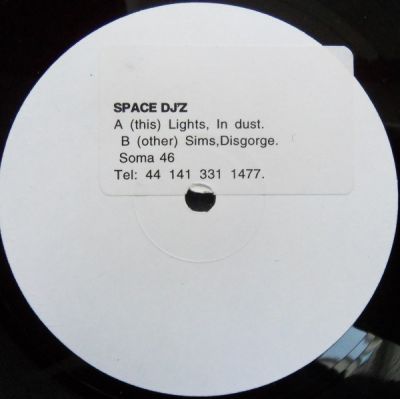 SPACE DJ'Z
A (this) Lights, In dust.
B (other) Sims,Disgorge.
Soma 46
Tel: 44 141 331 1477.